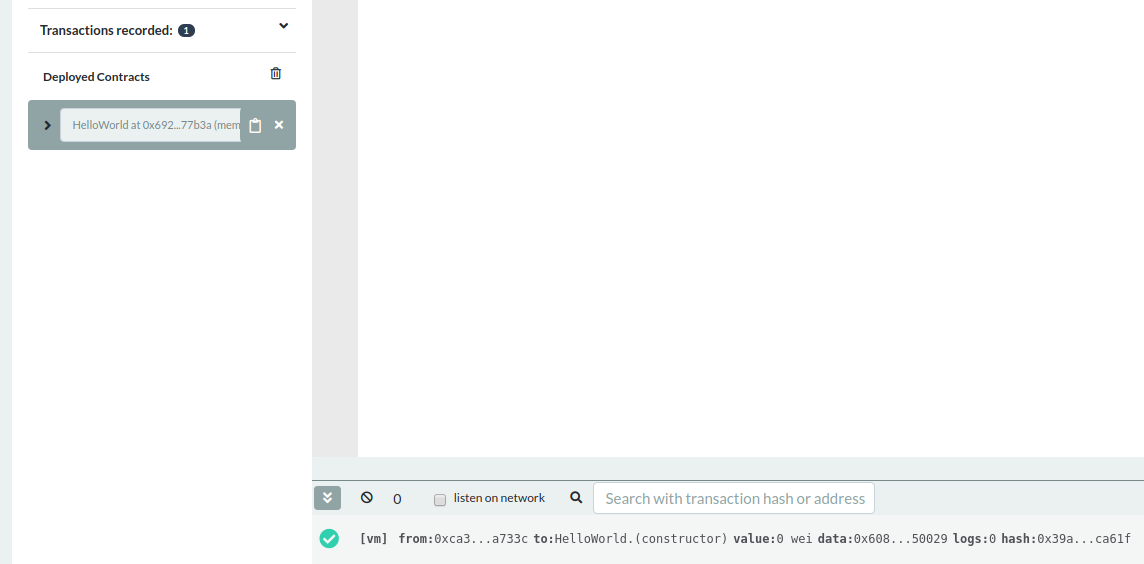 Transactions recorded: 1
Deployed Contracts
HelloWorld at 0x692...77b3a (mem
0
listen on network
Search with transaction hash or address
[vm] from:0xca3...a733c to:HelloWorld.(constructor) value:0 wei data:0x608...50029 logs:0 hash:0x39a...ca61f